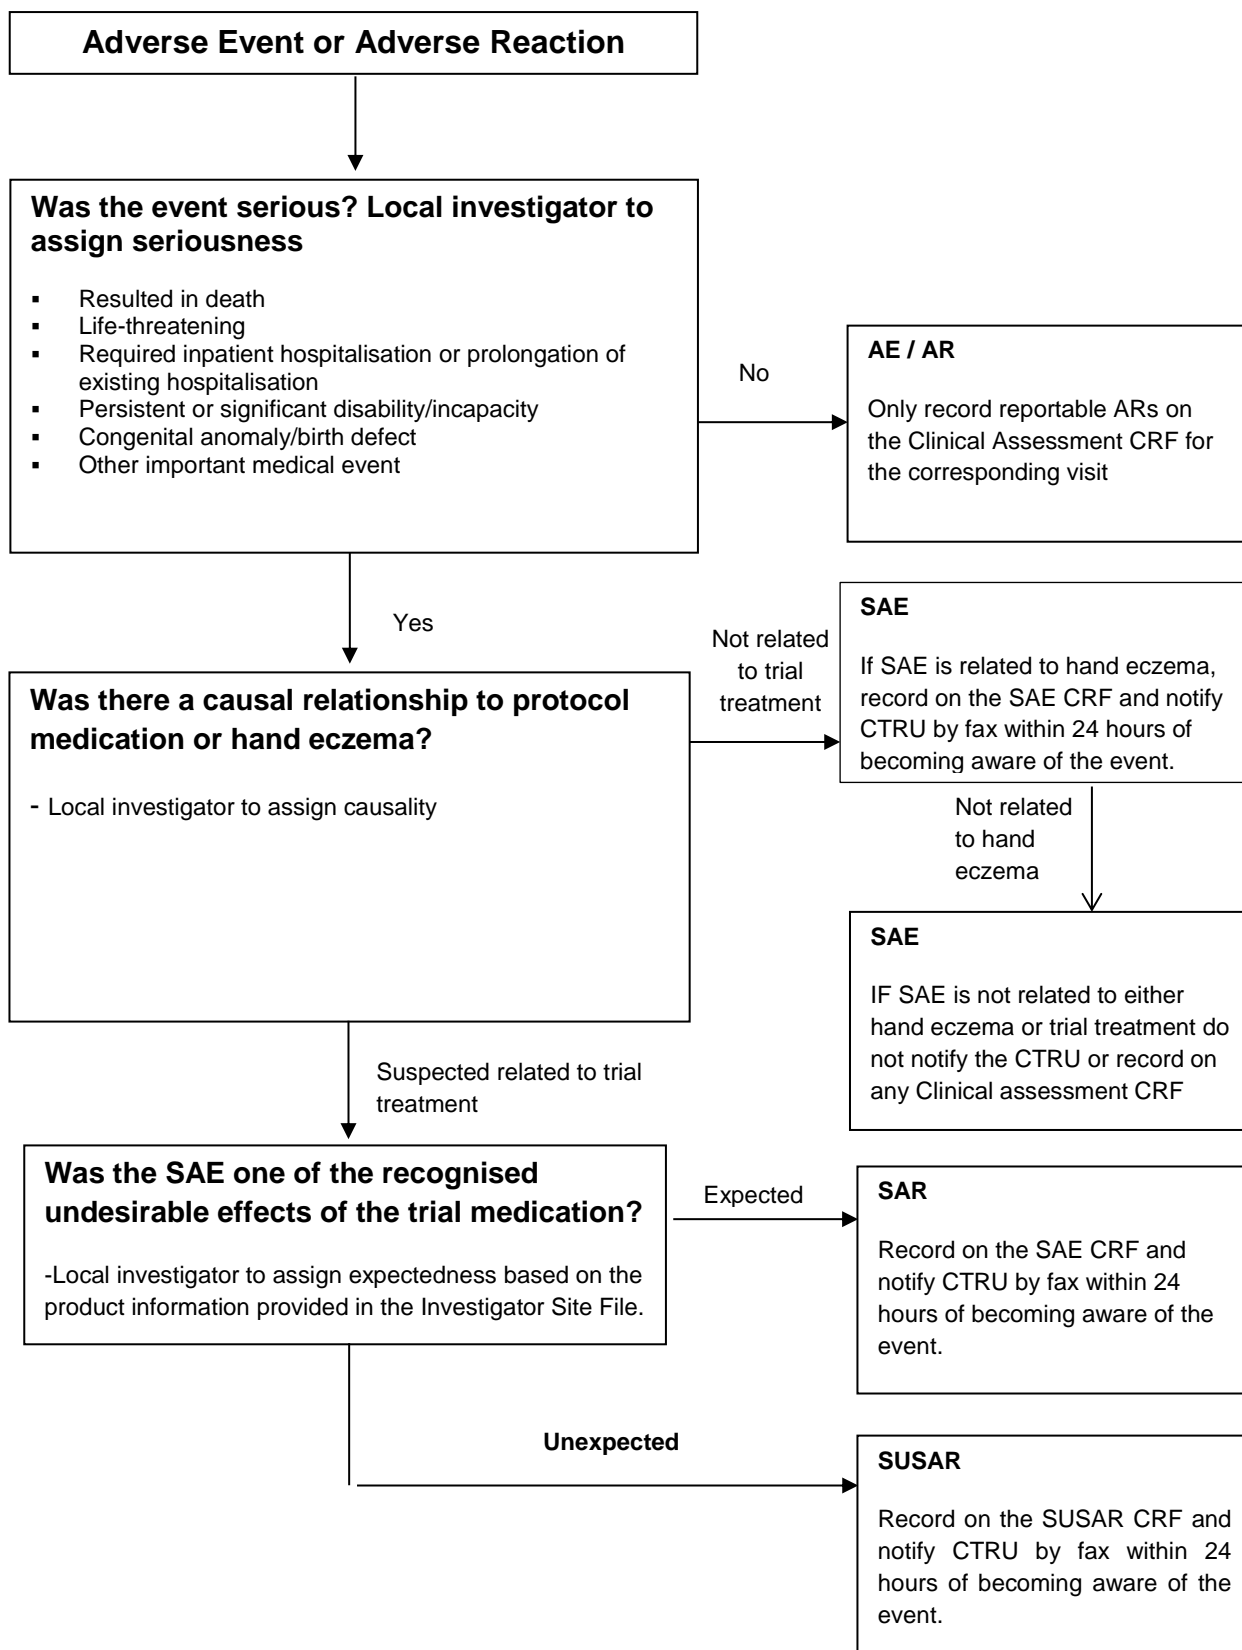 Adverse Event or Adverse Reaction
Was the event serious? Local investigator to
assign seriousness
▪ Resulted in death
▪ Life-threatening
▪ Required inpatient hospitalisation or prolongation of
existing hospitalisation
▪ Persistent or significant disability/incapacity
▪ Congenital anomaly/birth defect
▪ Other important medical event
No
AE / AR
Only record reportable ARs on
the Clinical Assessment CRF for
the corresponding visit
Yes
Not related
to trial
treatment
SAE
If SAE is related to hand eczema,
record on the SAE CRF and notify
CTRU by fax within 24 hours of
becoming aware of the event.
Was there a causal relationship to protocol
medication or hand eczema?
- Local investigator to assign causality
Not related
to hand
eczema
SAE
IF SAE is not related to either
hand eczema or trial treatment do
not notify the CTRU or record on
any Clinical assessment CRF
Suspected related to trial
treatment
Was the SAE one of the recognised
undesirable effects of the trial medication?
-Local investigator to assign expectedness based on the
product information provided in the Investigator Site File.
Expected
SAR
Record on the SAE CRF and
notify CTRU by fax within 24
hours of becoming aware of the
event.
Unexpected
SUSAR
Record on the SUSAR CRF and
notify CTRU by fax within 24
hours of becoming aware of the
event.